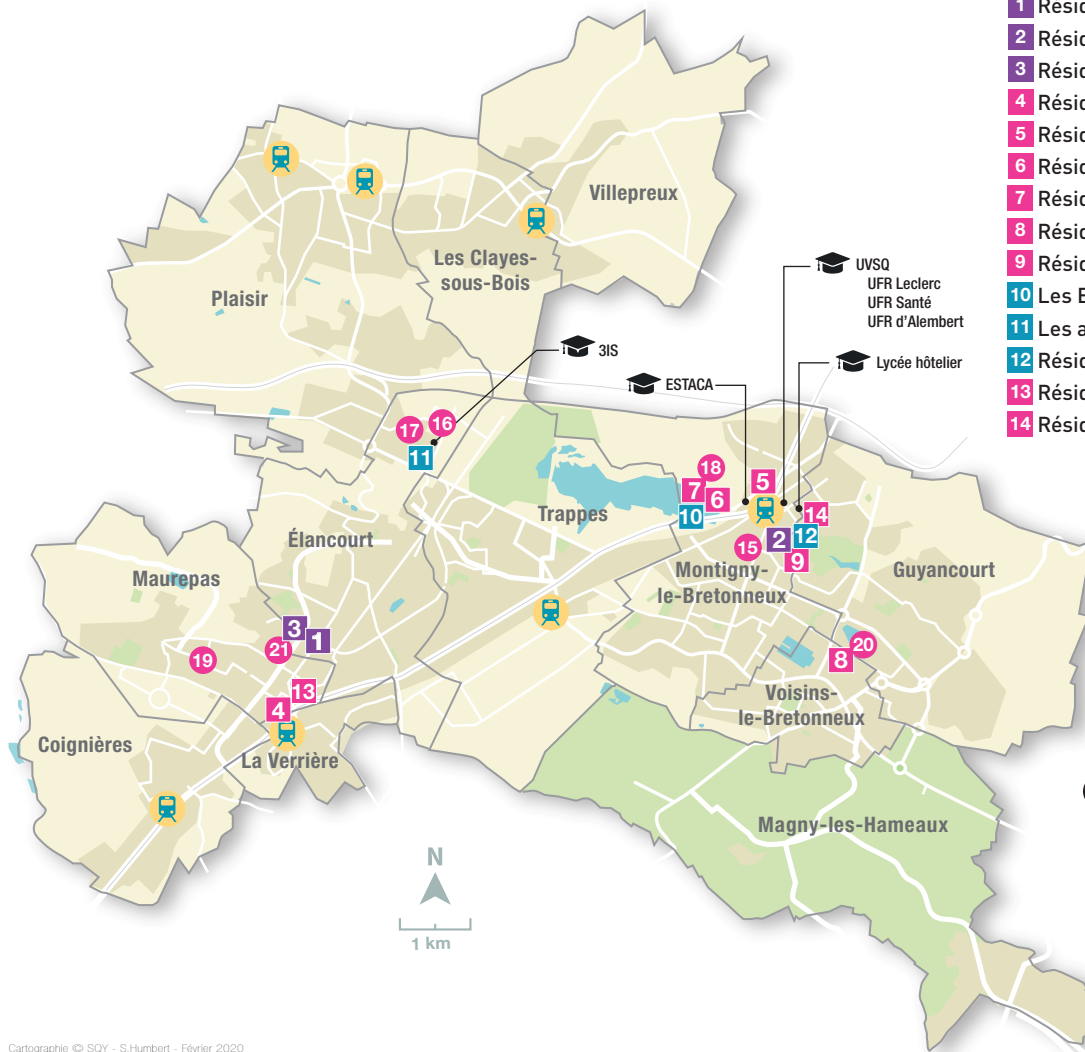 1 Résid
2 Résid
3 Résid
4 Résid
5 Résid
6 Résid
7 Résid
8 Résid
9 Résid
10 Les
11 Les a
12 Résid
13 Résid
14 Résid
Villepreux
Les Clayes-
sous-Bois
Plaisir
UVSQ
UFR Leclerc
UFR Santé
UFR d'Alembert
3IS
Lycée hôtelier
ESTACA
17
16
11
18
7
6
5
10
14
12
2
15
9
Trappes
Élancourt
Maurepas
Montigny-
le-Bretonneux
Guyancourt
3
1
21
19
20
8
13
4
Voisins-
le-Bretonneux
Coignières
La Verrière
Magny-les-Hameaux
N
1 km
Cartographie © SQY - S.Humbert - Février 2020